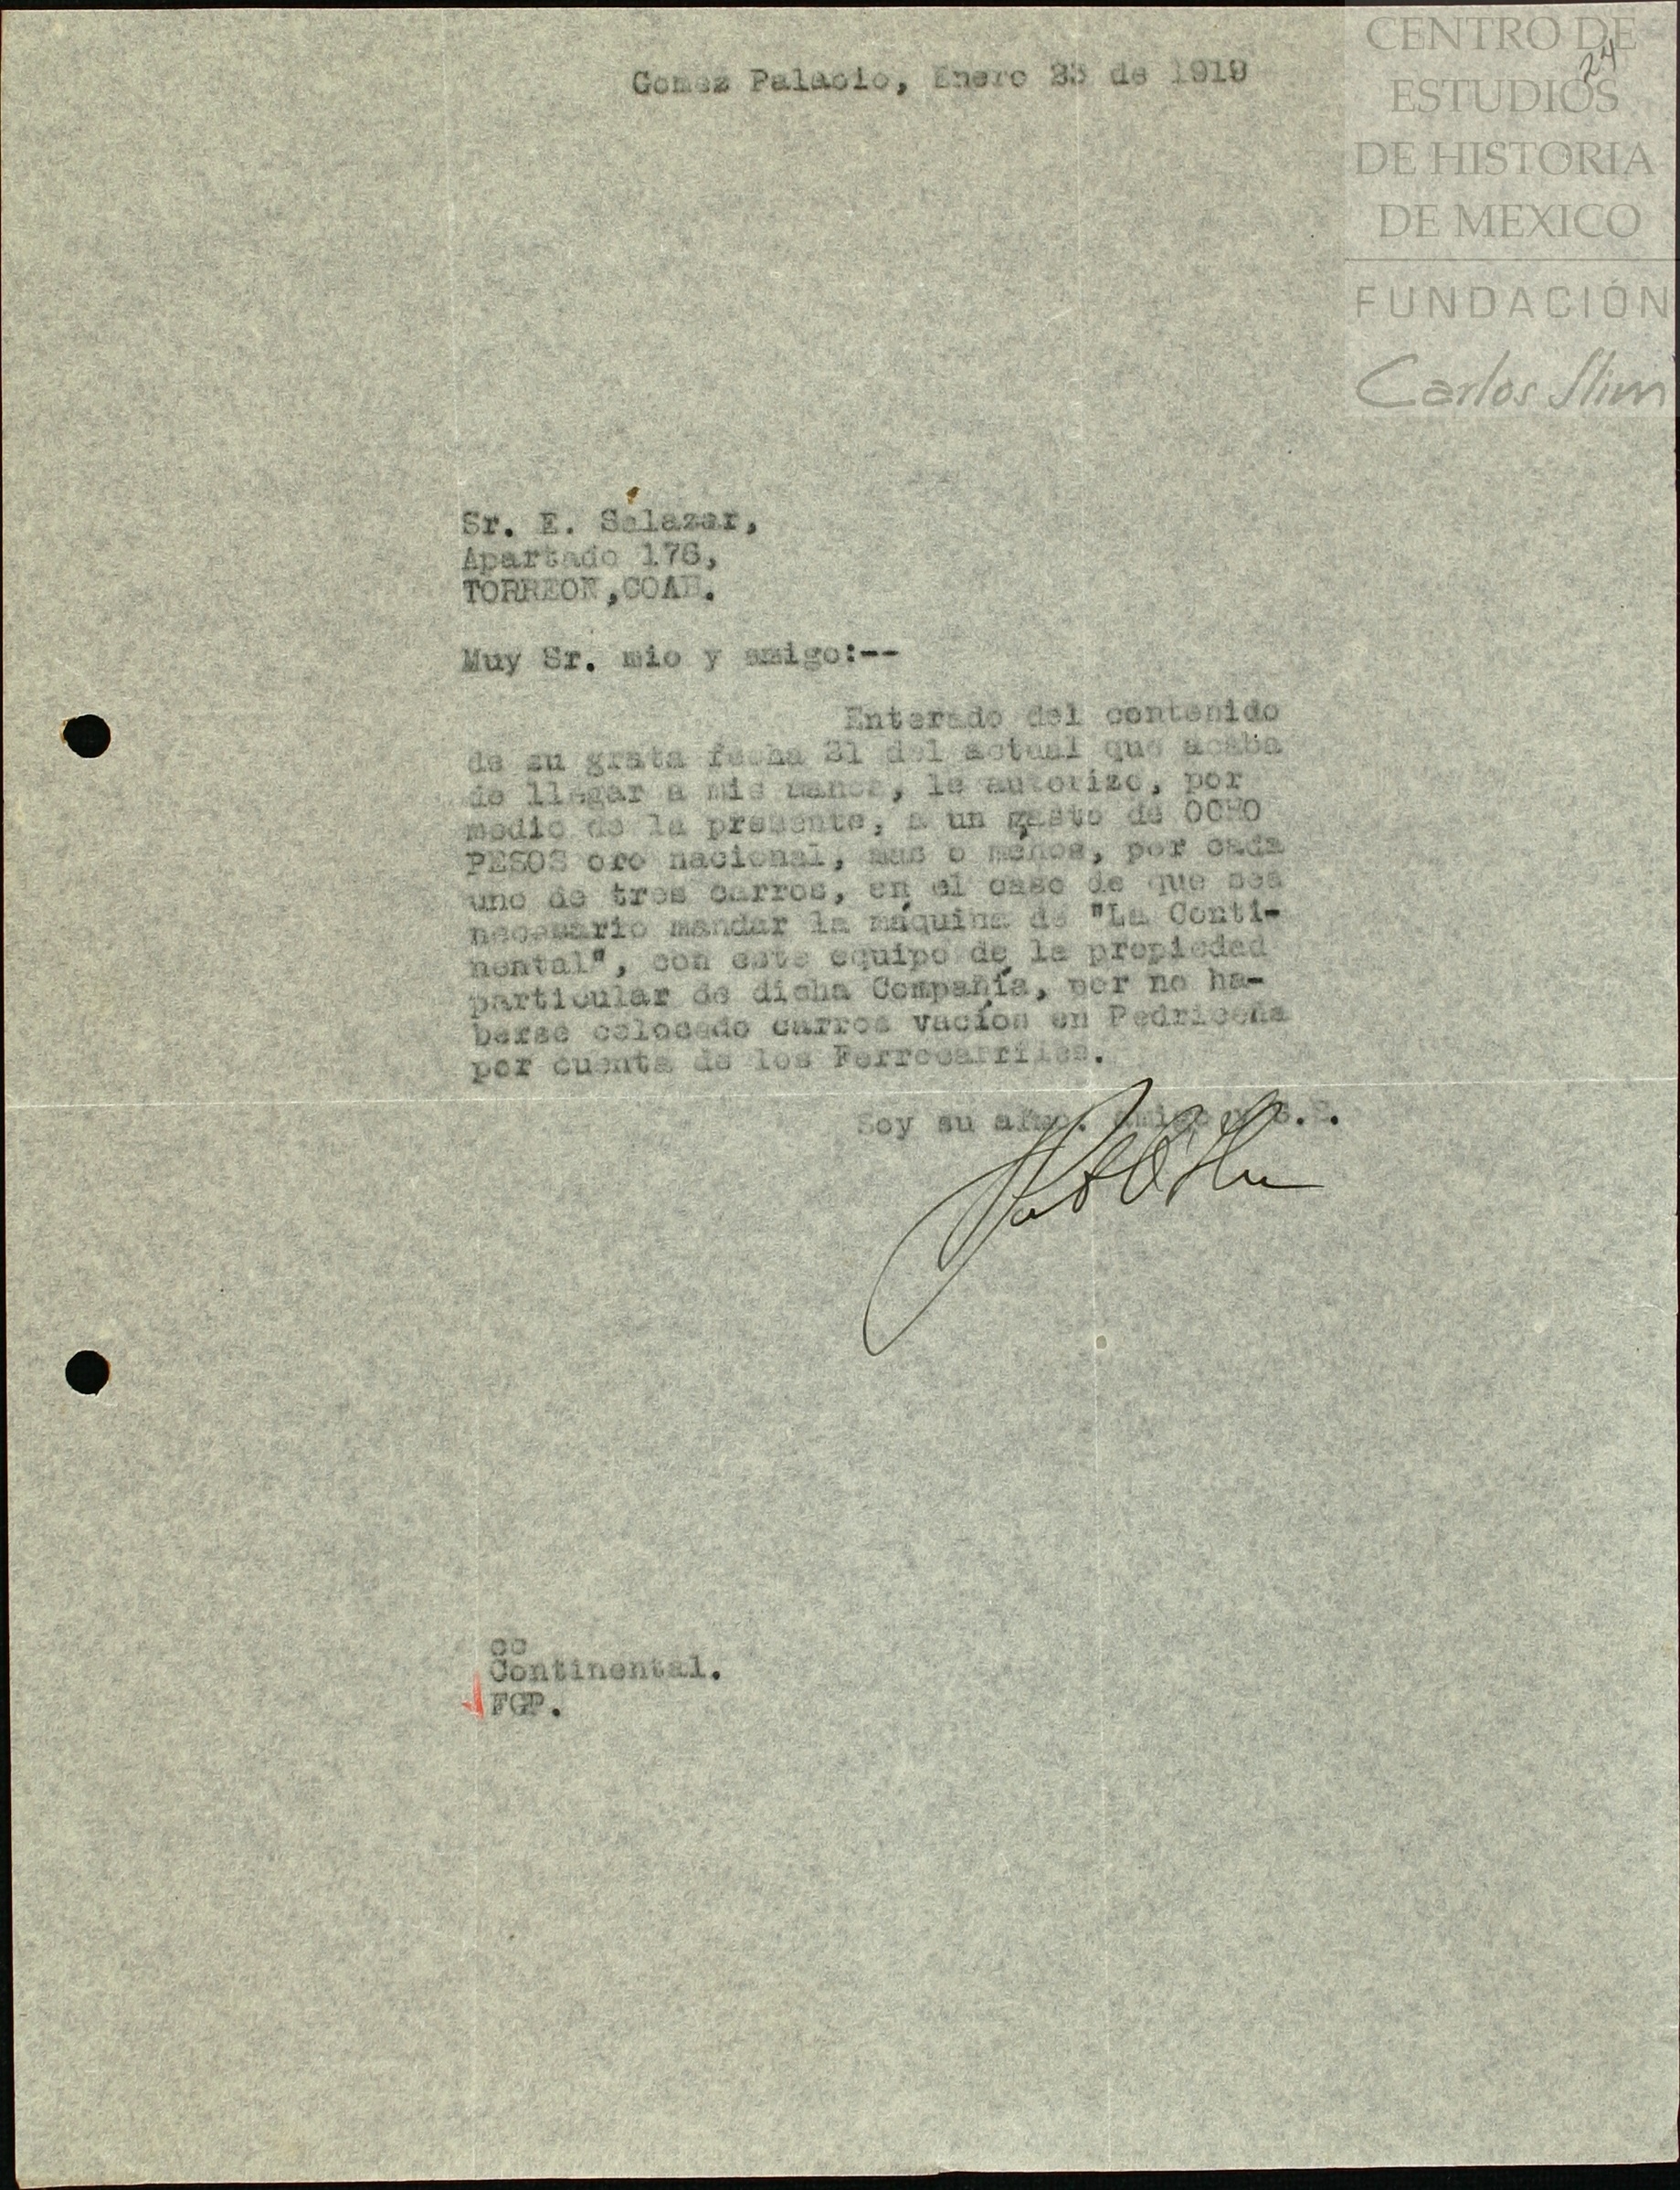 CENTRO DE
ESTUDIOS
DE HISTORIA
DE MEXICO
FUNDACIÓN
Carlos Slim
24
Gomez Palacio, Enero 23 de 1919
Sr. E. Salazar,
Apartado 176,
TORREON,COAH.
Muy Sr. mio y amigo:--
Enterado del contenido
de su grata fecha 21 del actual que acaba
de llegar a mis manos, le autorizo, por
medio de la presente, a un gasto de OCHO
PESOS oro nacional, mas o ménos, por cada
uno de tres carros, en el caso de que sea
necesario mandar la máquina de "La Conti-
nental", con este equipo de la propiedad
particular de dicha Compañía, por no ha-
berse colocado carros vacíos en Pedriceña
por cuenta de los Ferrocarriles.
Soy su afmo. amigo y S.S.
cc
Continental.
FGP.